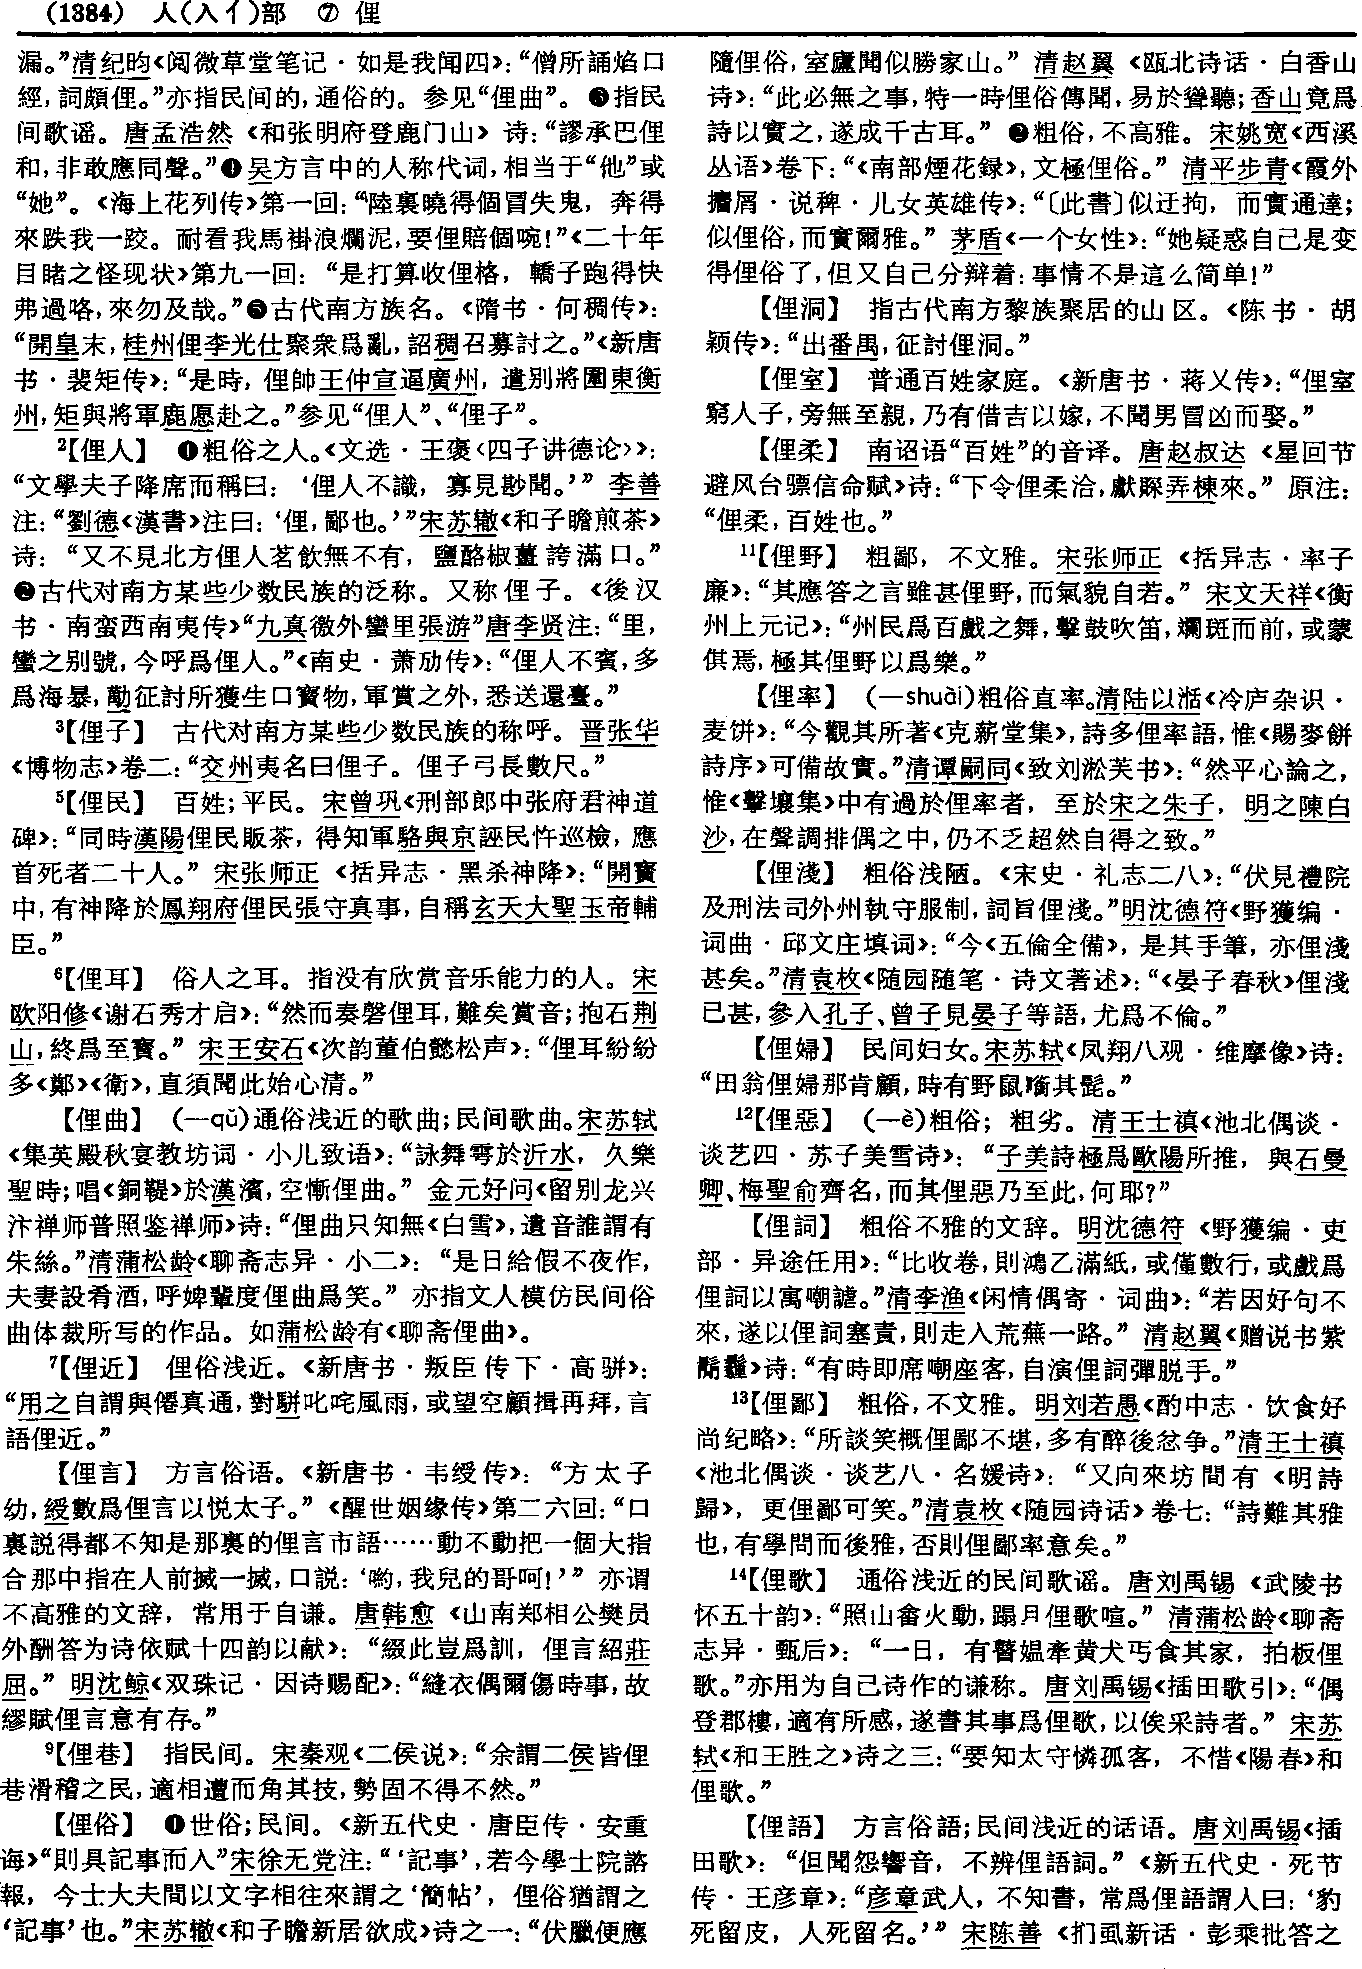 (1384) 人(入亻)部 ⑦ 俚
漏。”清纪昀《阅微草堂笔记·如是我闻四》：“僧所誦焰口
經，詞頗俚。”亦指民间的，通俗的。参见“俚曲”。❸指民
间歌谣。唐孟浩然《和张明府登鹿门山》诗：“謬承巴俚
和，非敢應同聲。”❹吴方言中的人称代词，相当于“他”或
“她”。《海上花列传》第一回：“陸裏曉得個冒失鬼，奔得
來跌我一跤。耐看我馬褂浪爛泥，要俚賠個喕！”《二十年
目睹之怪现状》第九一回：“是打算收俚格，轎子跑得快
弗過咯，來勿及哉。”❺古代南方族名。《隋书·何稠传》：
“開皇末，桂州俚李光仕聚衆爲亂，詔稠召募討之。”《新唐
书·裴矩传》：“是時，俚帥王仲宣逼廣州，遣别將圍東衡
州，矩與將軍鹿愿赴之。”参见“俚人”、“俚子”。
²【俚人】 ❶粗俗之人。《文选·王褒〈四子讲德论〉》：
“文學夫子降席而稱曰：‘俚人不識，寡見尠聞。’”李善
注：“劉德《漢書》注曰：‘俚，鄙也。’”宋苏辙《和子瞻煎茶》
诗：“又不見北方俚人茗飲無不有，鹽酪椒薑誇滿口。”
❷古代对南方某些少数民族的泛称。又称俚子。《後汉
书·南蛮西南夷传》“九真徼外蠻里張游”唐李贤注：“里，
蠻之别號，今呼爲俚人。”《南史·萧劢传》：“俚人不賓，多
爲海暴，勱征討所獲生口寳物，軍賞之外，悉送還臺。”
³【俚子】 古代对南方某些少数民族的称呼。晋张华
《博物志》卷二：“交州夷名曰俚子。俚子弓長數尺。”
⁵【俚民】 百姓；平民。宋曾巩《刑部郎中张府君神道
碑》：“同時漢陽俚民販茶，得知軍駱與京誣民忤巡檢，應
首死者二十人。”宋张师正《括异志·黑杀神降》：“開寳
中，有神降於鳳翔府俚民張守真事，自稱玄天大聖玉帝輔
臣。”
⁶【俚耳】 俗人之耳。指没有欣赏音乐能力的人。宋
欧阳修《谢石秀才启》：“然而奏磬俚耳，難矣賞音；抱石荆
山，終爲至寳。”宋王安石《次韵董伯懿松声》：“俚耳紛紛
多《鄭》《衛》，直須聞此始心清。”
【俚曲】 (—qǔ)通俗浅近的歌曲；民间歌曲。宋苏轼
《集英殿秋宴教坊词·小儿致语》：“詠舞雩於沂水，久樂
聖時；唱《銅鞮》於漢濱，空慚俚曲。”金元好问《留别龙兴
汴禅师普照鉴禅师》诗：“俚曲只知無《白雪》，遺音誰謂有
朱絲。”清蒲松龄《聊斋志异·小二》：“是日給假不夜作，
夫妻設肴酒，呼婢輩度俚曲爲笑。”亦指文人模仿民间俗
曲体裁所写的作品。如蒲松龄有《聊斋俚曲》。
⁷【俚近】 俚俗浅近。《新唐书·叛臣传下·高骈》：
“用之自謂與僊真通，對駢叱咤風雨，或望空顧揖再拜，言
語俚近。”
【俚言】 方言俗语。《新唐书·韦绶传》：“方太子
幼，綬數爲俚言以悦太子。”《醒世姻缘传》第二六回：“口
裏説得都不知是那裏的俚言市語……動不動把一個大指
合那中指在人前搣一搣，口説：‘喲，我兒的哥呵！’”亦谓
不高雅的文辞，常用于自谦。唐韩愈《山南郑相公樊员
外酬答为诗依赋十四韵以献》：“綴此豈爲訓，俚言紹莊
屈。”明沈鲸《双珠记·因诗赐配》：“縫衣偶爾傷時事，故
繆賦俚言意有存。”
⁹【俚巷】 指民间。宋秦观《二侯说》：“余謂二侯皆俚
巷滑稽之民，適相遭而角其技，勢固不得不然。”
【俚俗】 ❶世俗；民间。《新五代史·唐臣传·安重
诲》“則具記事而入”宋徐无党注：“‘記事’，若今學士院諮
報，今士大夫間以文字相往來謂之‘簡帖’，俚俗猶謂之
‘記事’也。”宋苏辙《和子瞻新居欲成》诗之一：“伏臘便應
隨俚俗，室廬聞似勝家山。”清赵翼《瓯北诗话·白香山
诗》：“此必無之事，特一時俚俗傳聞，易於聳聽；香山竟爲
詩以實之，遂成千古耳。”❷粗俗，不高雅。宋姚宽《西溪
丛语》卷下：“《南部煙花録》，文極俚俗。”清平步青《霞外
攟屑·说稗·儿女英雄传》：“〔此書〕似迂拘，而實通達；
似俚俗，而實爾雅。”茅盾《一个女性》：“她疑惑自己是变
得俚俗了，但又自己分辩着：事情不是這么简单！”
【俚洞】 指古代南方黎族聚居的山区。《陈书·胡
颖传》：“出番禺，征討俚洞。”
【俚室】 普通百姓家庭。《新唐书·蒋乂传》：“俚室
窮人子，旁無至親，乃有借吉以嫁，不聞男冒凶而娶。”
【俚柔】 南诏语“百姓”的音译。唐赵叔达《星回节
避风台骠信命赋》诗：“下令俚柔洽，獻賝弄棟來。”原注：
“俚柔，百姓也。”
¹¹【俚野】 粗鄙，不文雅。宋张师正《括异志·率子
廉》：“其應答之言雖甚俚野，而氣貌自若。”宋文天祥《衡
州上元记》：“州民爲百戲之舞，擊鼓吹笛，斕斑而前，或蒙
倛焉，極其俚野以爲樂。”
【俚率】 (—shuài)粗俗直率。清陆以湉《冷庐杂识·
麦饼》：“今觀其所著《克薪堂集》，詩多俚率語，惟《賜麥餅
詩序》可備故實。”清谭嗣同《致刘淞芙书》：“然平心論之，
惟《擊壤集》中有過於俚率者，至於宋之朱子，明之陳白
沙，在聲調排偶之中，仍不乏超然自得之致。”
【俚淺】 粗俗浅陋。《宋史·礼志二八》：“伏見禮院
及刑法司外州執守服制，詞旨俚淺。”明沈德符《野獲编·
词曲·邱文庄填词》：“今《五倫全備》，是其手筆，亦俚淺
甚矣。”清袁枚《随园随笔·诗文著述》：“《晏子春秋》俚淺
已甚，參入孔子、曾子見晏子等語，尤爲不倫。”
【俚婦】 民间妇女。宋苏轼《凤翔八观·维摩像》诗：
“田翁俚婦那肯顧，時有野鼠嚙其髭。”
¹²【俚惡】 (—è)粗俗；粗劣。清王士禛《池北偶谈·
谈艺四·苏子美雪诗》：“子美詩極爲歐陽所推，與石曼
卿、梅聖俞齊名，而其俚惡乃至此，何耶？”
【俚詞】 粗俗不雅的文辞。明沈德符《野獲编·吏
部·异途任用》：“比收卷，則鴻乙滿紙，或僅數行，或戲爲
俚詞以寓嘲謔。”清李渔《闲情偶寄·词曲》：“若因好句不
來，遂以俚詞塞責，則走入荒蕪一路。”清赵翼《赠说书紫
》诗：“有時即席嘲座客，自演俚詞彈脱手。”
¹³【俚鄙】 粗俗，不文雅。明刘若愚《酌中志·饮食好
尚纪略》：“所談笑概俚鄙不堪，多有醉後忿争。”清王士禛
《池北偶谈·谈艺八·名媛诗》：“又向來坊間有《明詩
歸》，更俚鄙可笑。”清袁枚《随园诗话》卷七：“詩難其雅
也，有學問而後雅，否則俚鄙率意矣。”
¹⁴【俚歌】 通俗浅近的民间歌谣。唐刘禹锡《武陵书
怀五十韵》：“照山畬火動，蹋月俚歌喧。”清蒲松龄《聊斋
志异·甄后》：“一日，有瞽媪牽黄犬丐食其家，拍板俚
歌。”亦用为自己诗作的谦称。唐刘禹锡《插田歌引》：“偶
登郡樓，適有所感，遂書其事爲俚歌，以俟采詩者。”宋苏
轼《和王胜之》诗之三：“要知太守憐孤客，不惜《陽春》和
俚歌。”
【俚語】 方言俗語；民间浅近的话语。唐刘禹锡《插
田歌》：“但聞怨響音，不辨俚語詞。”《新五代史·死节
传·王彦章》：“彦章武人，不知書，常爲俚語謂人曰：‘豹
死留皮，人死留名。’”宋陈善《扪虱新话·彭乘批答之